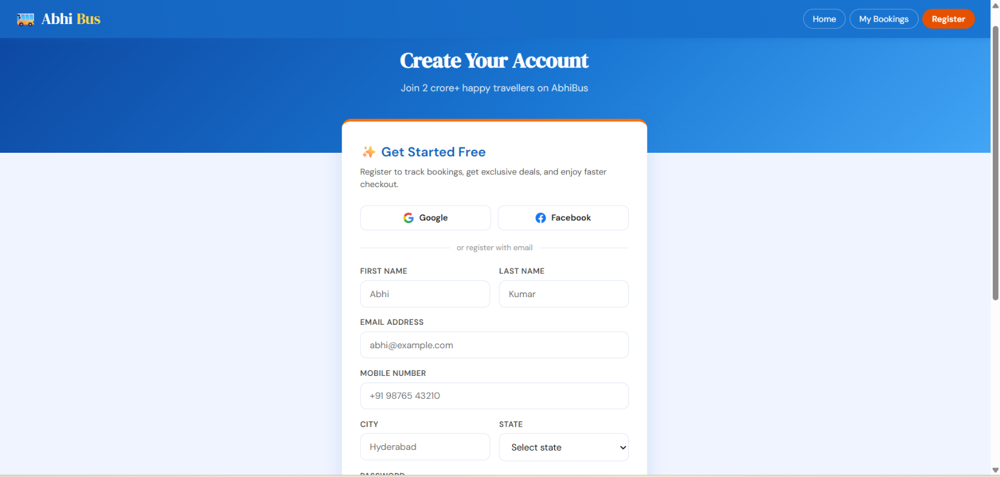 Abhi Bus
Home
My Bookings
Register
Create Your Account
Join 2 crore+ happy travellers on AbhiBus
Get Started Free
Register to track bookings, get exclusive deals, and enjoy faster
checkout.
Google
Facebook
or register with email
FIRST NAME
LAST NAME
Abhi
Kumar
EMAIL ADDRESS
abhi@example.com
MOBILE NUMBER
+91 98765 43210
CITY
STATE
Hyderabad
Select state
PASSWORD